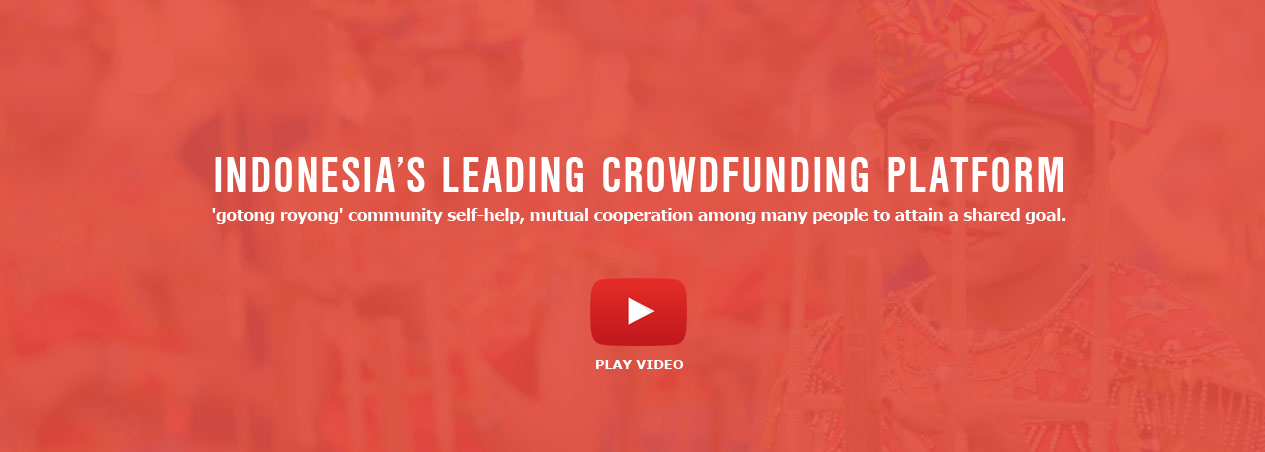 INDONESIA’S LEADING CROWDFUNDING PLATFORM
'gotong royong' community self-help, mutual cooperation among many people to attain a shared goal.
PLAY VIDEO